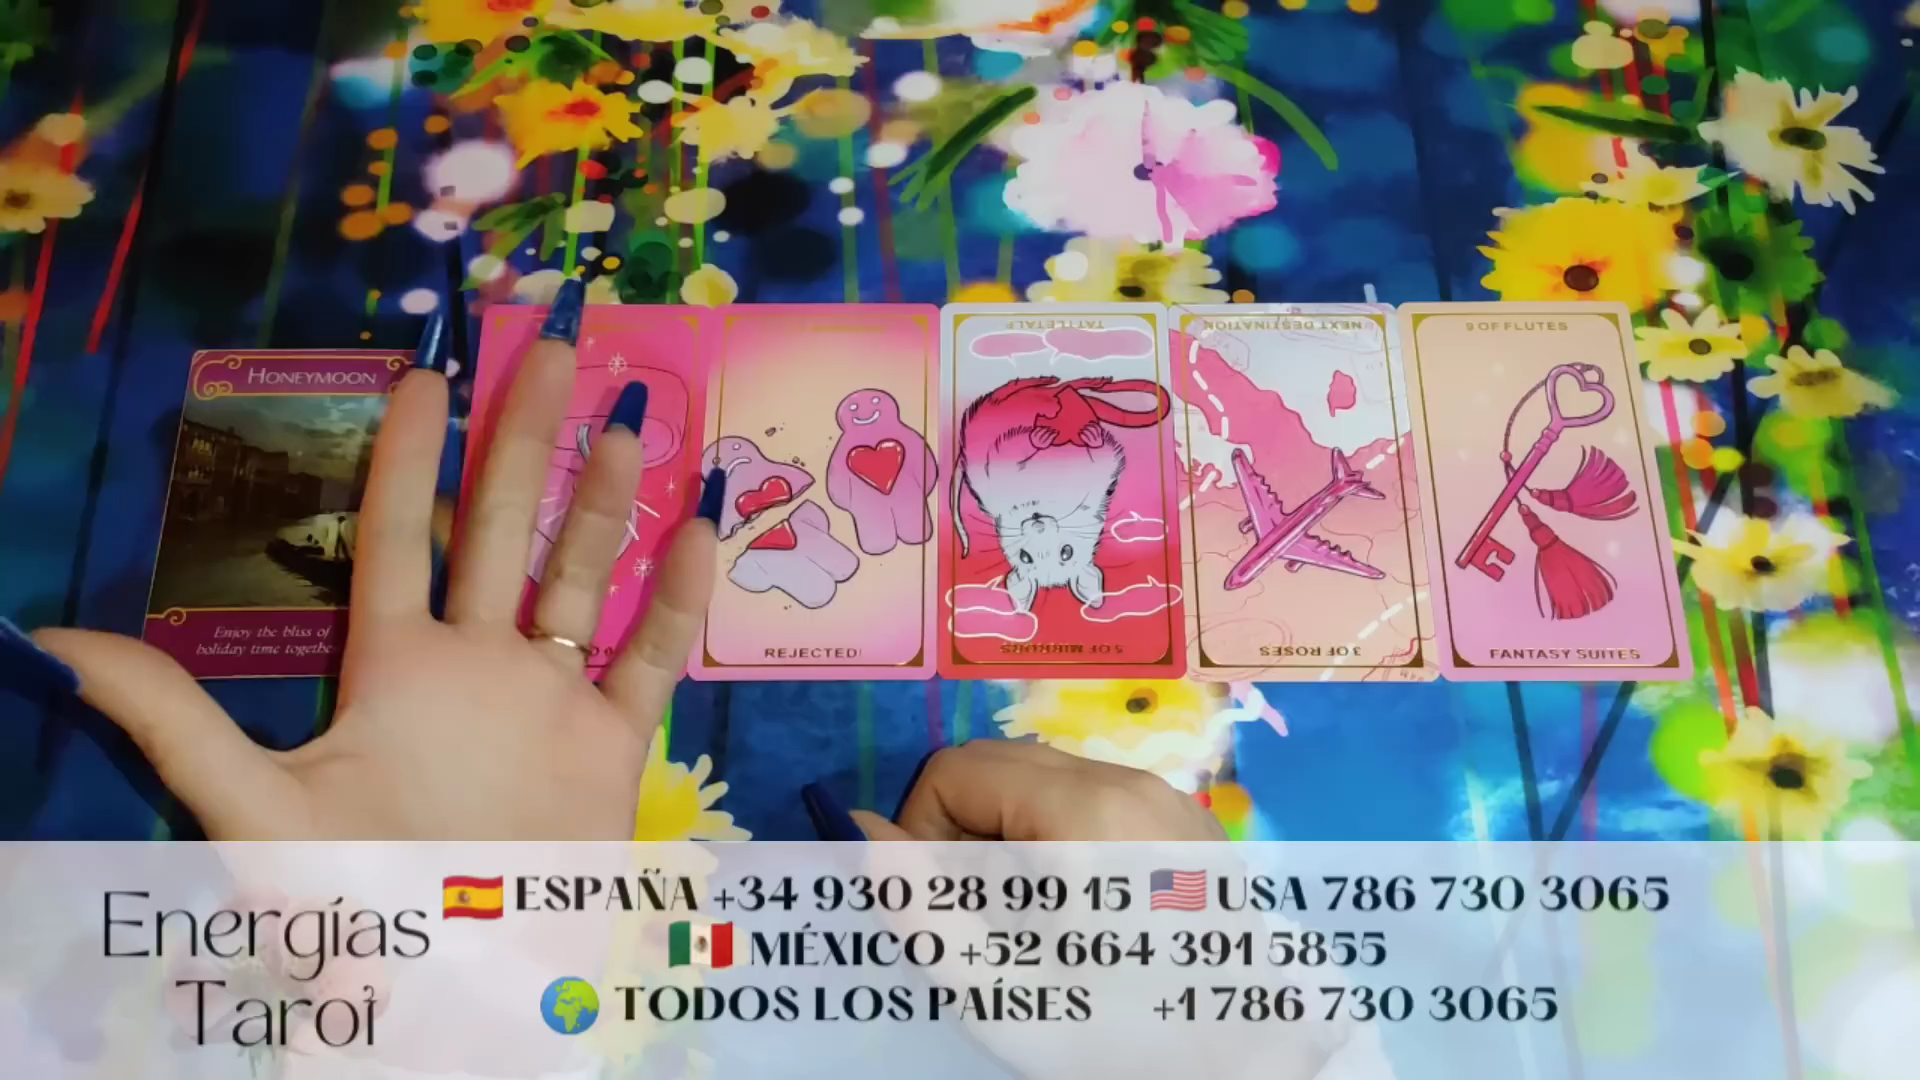 HONEYMOON
Enjoy the bliss of
holiday time together
REJECTED!
TATTLETALE
5 OF MIRRORS
NEXT DESTINATION
3 OF ROSES
9 OF FLUTES
FANTASY SUITES
Energías
Tarot
🇪🇸 ESPAÑA +34 930 28 99 15 🇺🇸 USA 786 730 3065
🇲🇽 MÉXICO +52 664 391 5855
🌍 TODOS LOS PAÍSES +1 786 730 3065